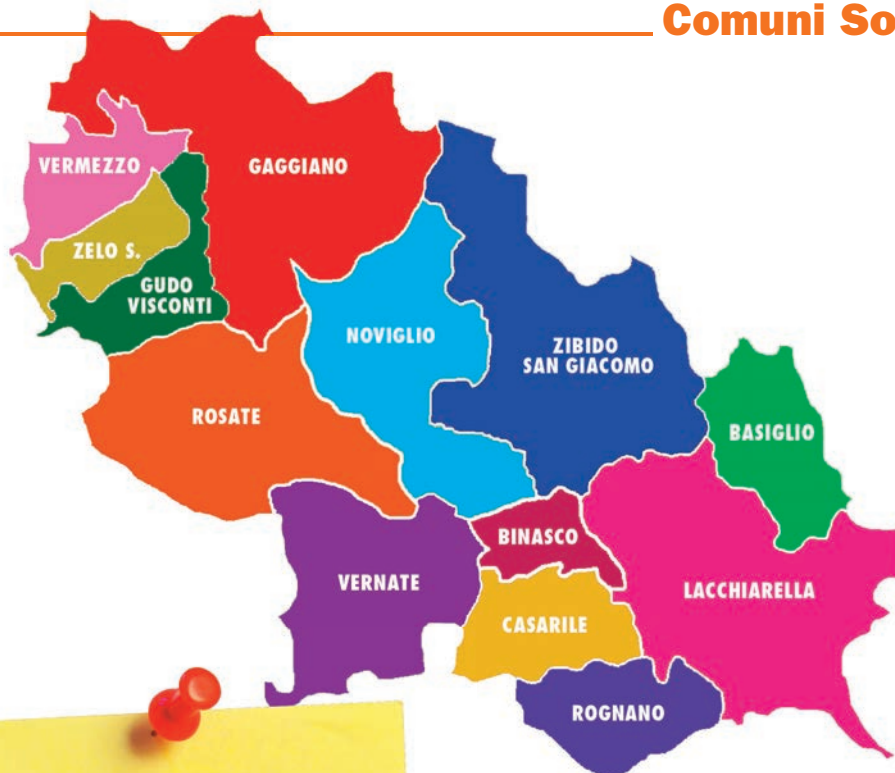 Comuni So
VERMEZZO
GAGGIANO
ZELO S.
GUDO
VISCONTI
NOVIGLIO
ZIBIDO
SAN GIACOMO
ROSATE
BASIGLIO
BINASCO
VERNATE
LACCHIARELLA
CASARILE
ROGNANO